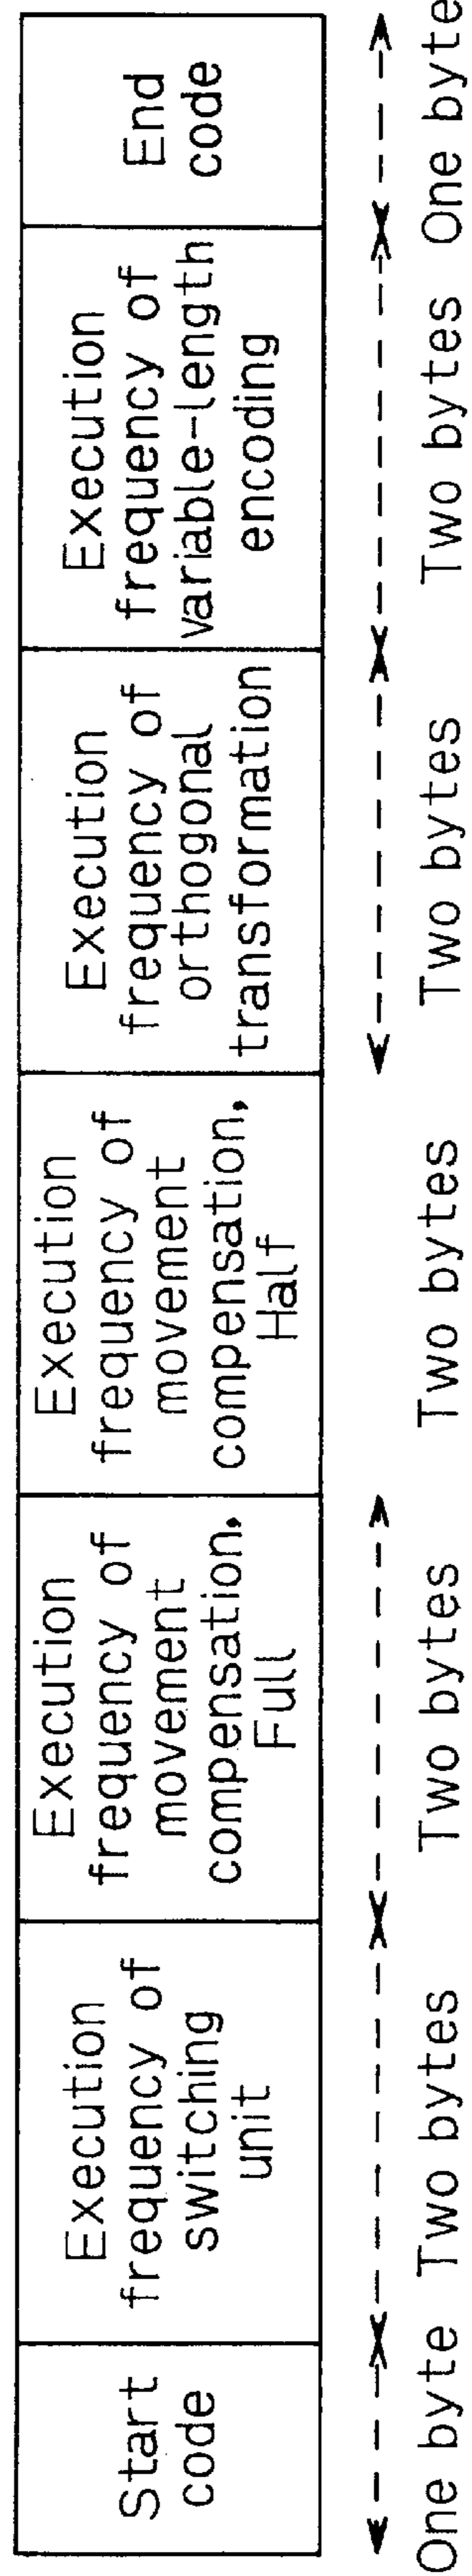 Start
code
Execution
frequency of
switching
unit
Execution
frequency of
movement
compensation,
Full
Execution
frequency of
movement
compensation,
Half
Execution
frequency of
orthogonal
transformation
Execution
frequency of
variable-length
encoding
End
code
One byte
Two bytes
Two bytes
Two bytes
Two bytes
Two bytes
One byte